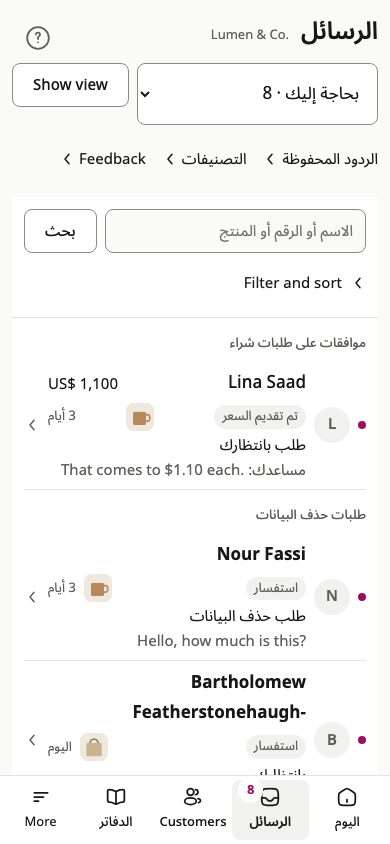 الرسائل Lumen & Co.
بحاجة إليك · 8
Show view
الردود المحفوظة
التصنيفات
Feedback
الاسم أو الرقم أو المنتج
بحث
Filter and sort
موافقات على طلبات شراء
L
Lina Saad
US$ 1,100
تم تقديم السعر
3 أيام
طلب بانتظارك
مساعدك: That comes to $1.10 each.
طلبات حذف البيانات
N
Nour Fassi
استفسار
3 أيام
طلب حذف البيانات
Hello, how much is this?
B
Bartholomew
Featherstonehaugh-
استفسار
اليوم
اليوم
الرسائل
8
Customers
الدفاتر
More